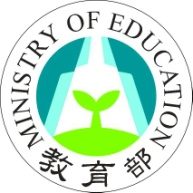 MINISTRY OF EDUCATION
教育部